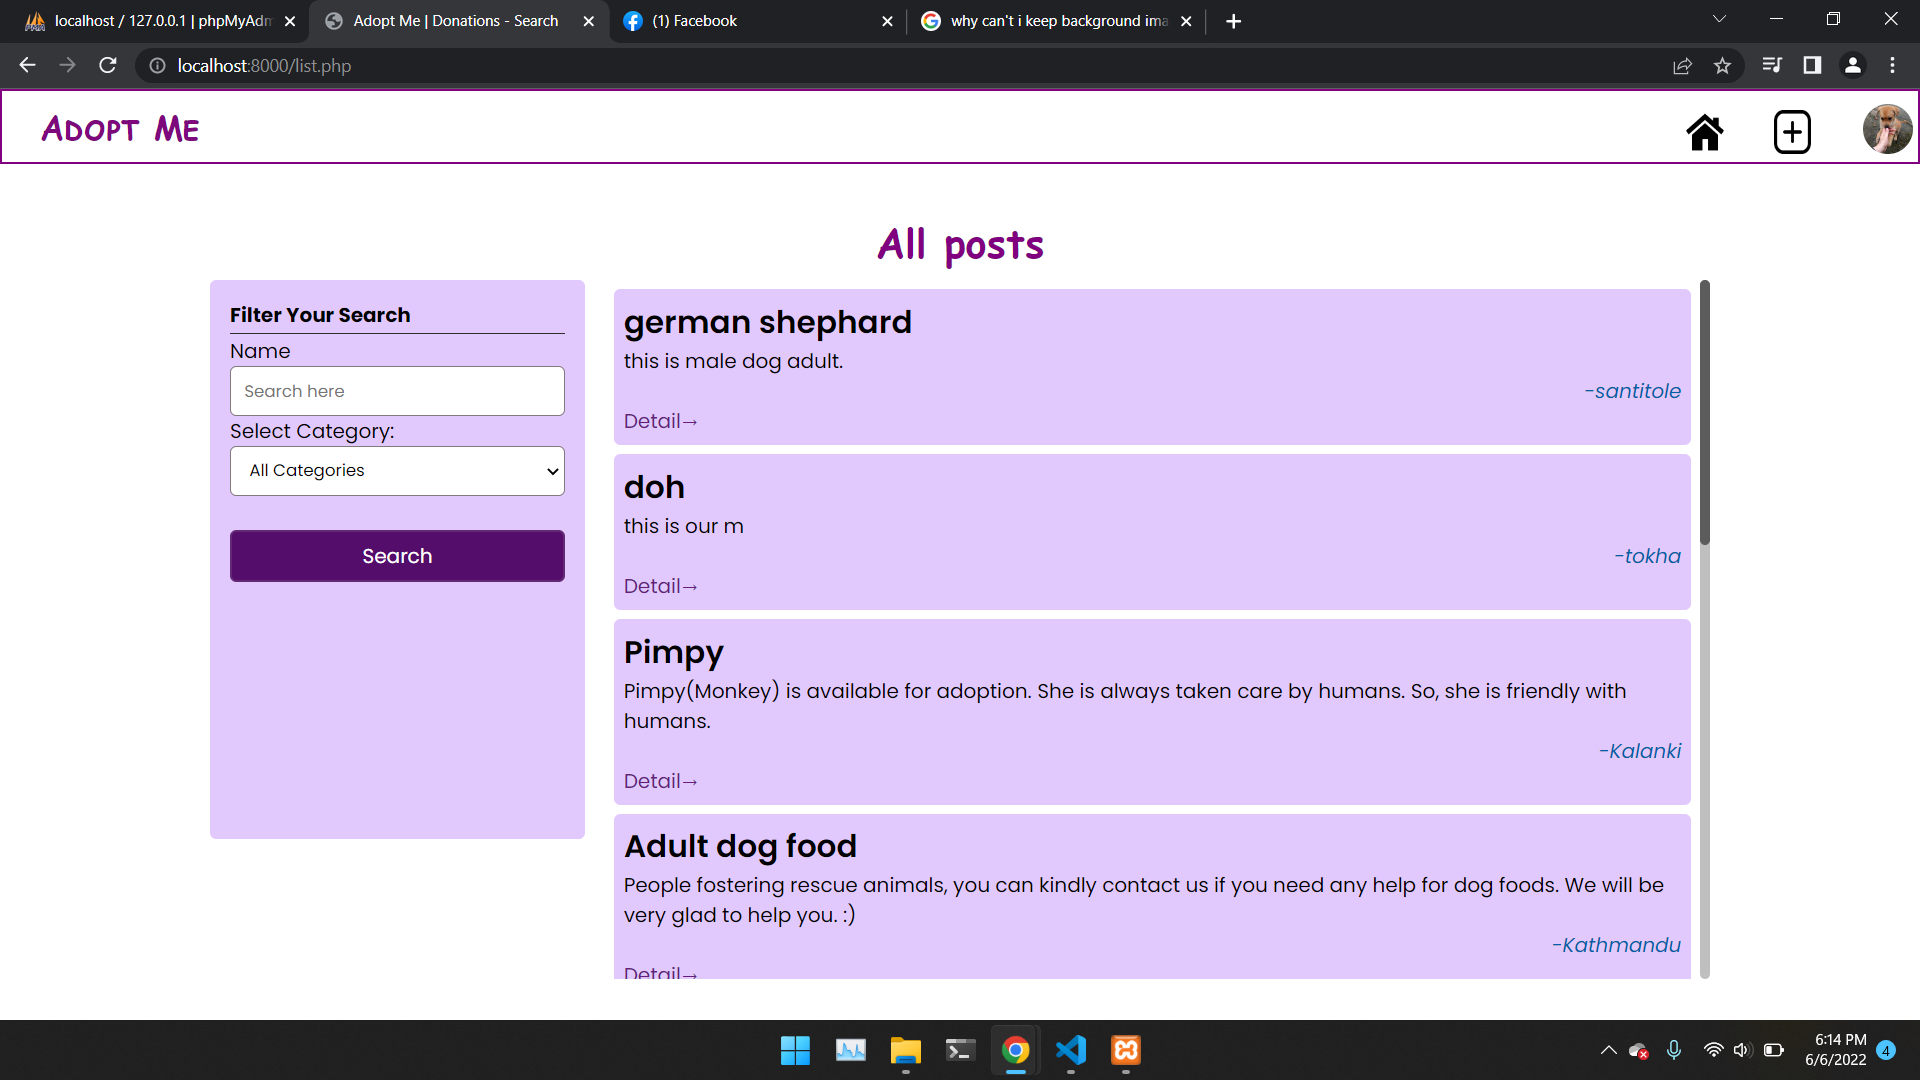 localhost / 127.0.0.1 | phpMyAdm
Adopt Me | Donations - Search
(1) Facebook
why can't i keep background ima
localhost:8000/list.php
Adopt Me
All posts
Filter Your Search
Name
Search here
Select Category:
All Categories
Search
german shephard
this is male dog adult.
-santitole
Detail→
doh
this is our m
-tokha
Detail→
Pimpy
Pimpy(Monkey) is available for adoption. She is always taken care by humans. So, she is friendly with
humans.
-Kalanki
Detail→
Adult dog food
People fostering rescue animals, you can kindly contact us if you need any help for dog foods. We will be
very glad to help you. :)
-Kathmandu
Detail→
6:14 PM
6/6/2022
4